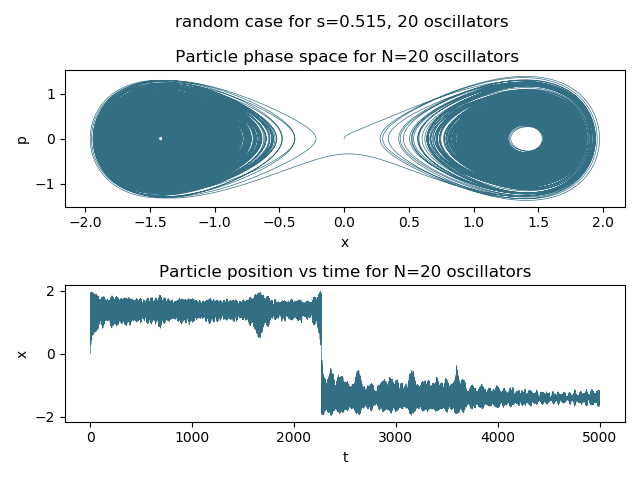 random case for s=0.515, 20 oscillators
Particle phase space for N=20 oscillators
p
1
0
−1
−2.0 −1.5 −1.0 −0.5 0.0 0.5 1.0 1.5 2.0
x
Particle position vs time for N=20 oscillators
x
2
0
−2
0 1000 2000 3000 4000 5000
t